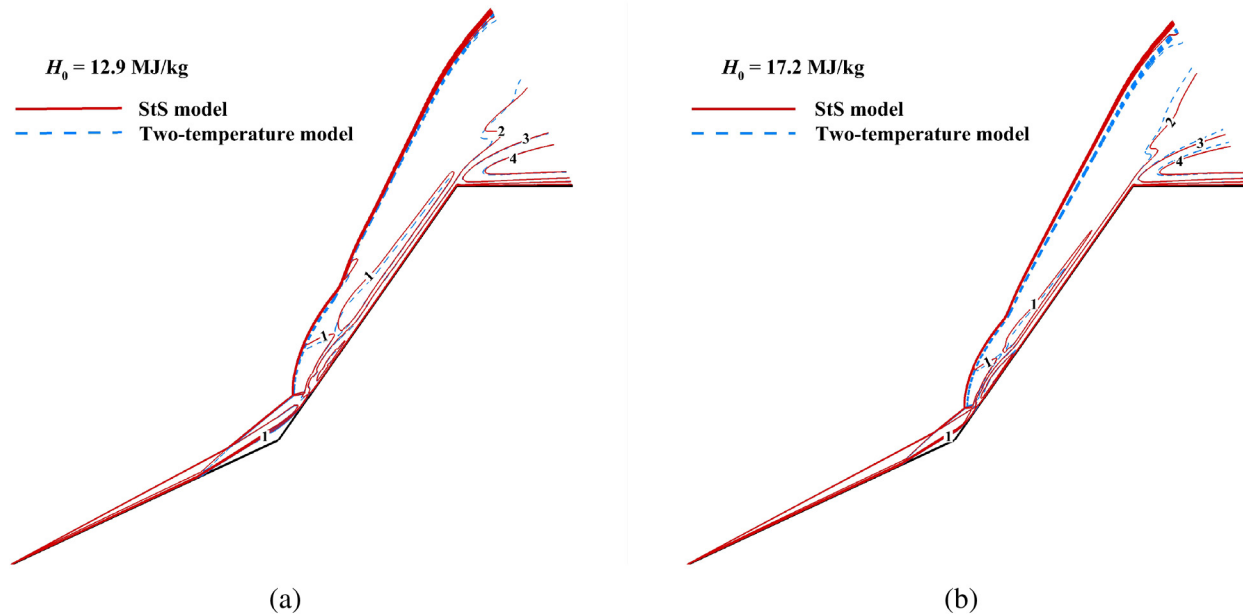 H₀ = 12.9 MJ/kg
StS model
Two-temperature model
2
3
4
1
1
1
(a)
H₀ = 17.2 MJ/kg
StS model
Two-temperature model
2
3
4
1
1
1
(b)